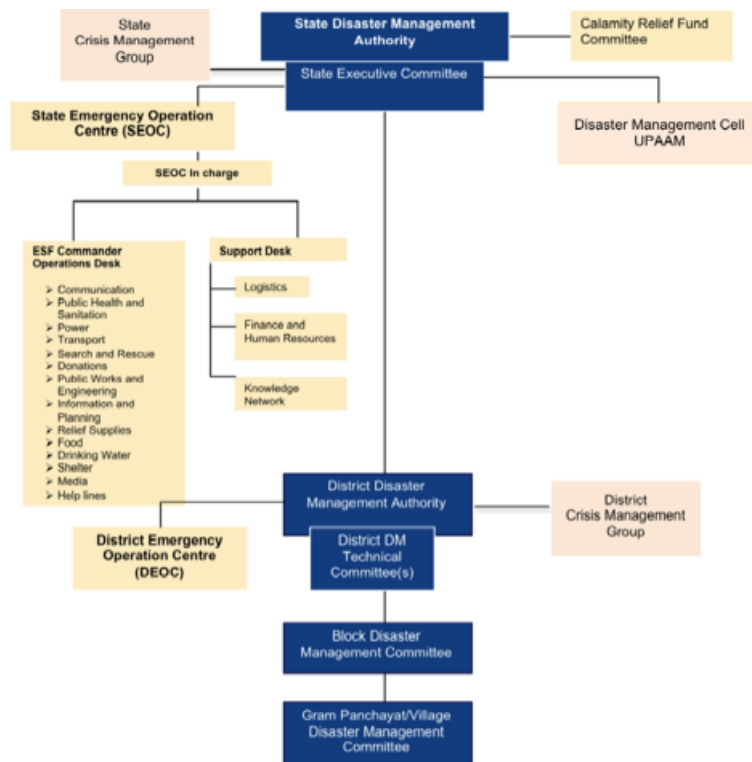 State
Crisis Management
Group
State Disaster Management
Authority
Calamity Relief Fund
Committee
State Executive Committee
State Emergency Operation
Centre (SEOC)
Disaster Management Cell
UPAAM
SEOC In charge
ESF Commander
Operations Desk
➤ Communication
➤ Public Health and
Sanitation
➤ Power
➤ Transport
➤ Search and Rescue
➤ Donations
➤ Public Works and
Engineering
➤ Information and
Planning
➤ Relief Supplies
➤ Food
➤ Drinking Water
➤ Shelter
➤ Media
➤ Help lines
Support Desk
Logistics
Finance and
Human Resources
Knowledge
Network
District Disaster
Management Authority
District
Crisis Management
Group
District Emergency
Operation Centre
(DEOC)
District DM
Technical
Committee(s)
Block Disaster
Management Committee
Gram Panchayat/Village
Disaster Management
Committee